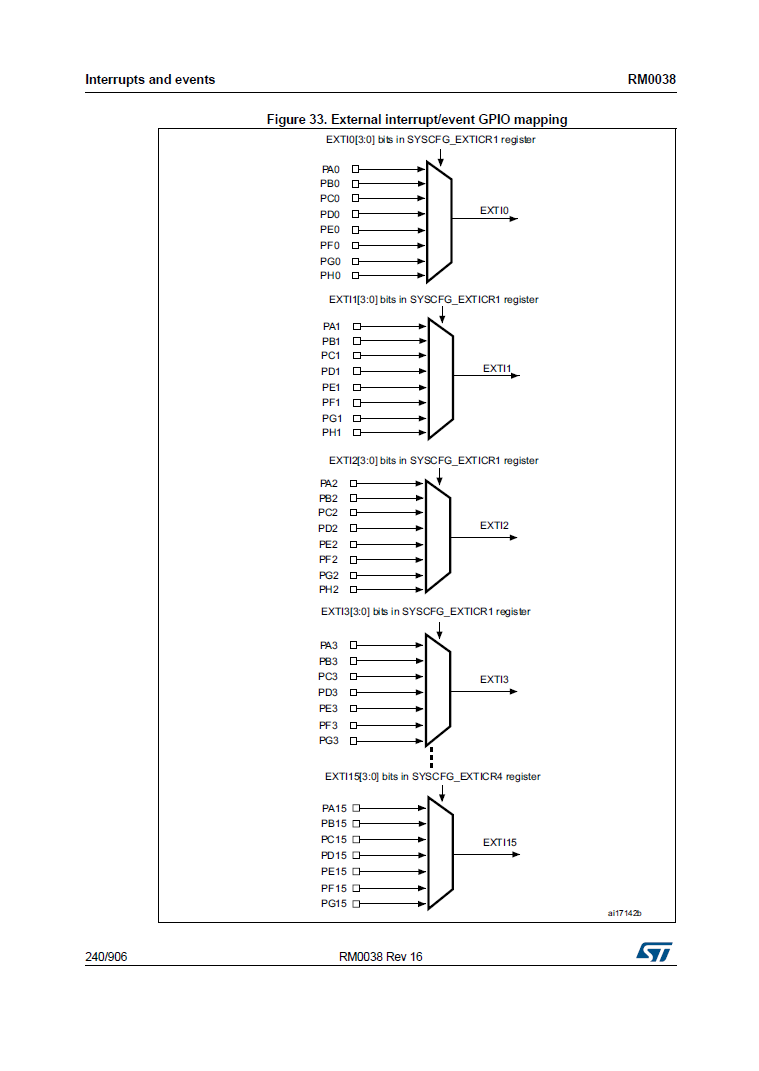 Interrupts and events RM0038
Figure 33. External interrupt/event GPIO mapping
EXTI0[3:0] bits in SYSCFG_EXTICR1 register
PA0
PB0
PC0
PD0
PE0
PF0
PG0
PH0
EXTI0
EXTI1[3:0] bits in SYSCFG_EXTICR1 register
PA1
PB1
PC1
PD1
PE1
PF1
PG1
PH1
EXTI1
EXTI2[3:0] bits in SYSCFG_EXTICR1 register
PA2
PB2
PC2
PD2
PE2
PF2
PG2
PH2
EXTI2
EXTI3[3:0] bits in SYSCFG_EXTICR1 register
PA3
PB3
PC3
PD3
PE3
PF3
PG3
EXTI3
EXTI15[3:0] bits in SYSCFG_EXTICR4 register
PA15
PB15
PC15
PD15
PE15
PF15
PG15
EXTI15
ai17142b
240/906 RM0038 Rev 16 ST